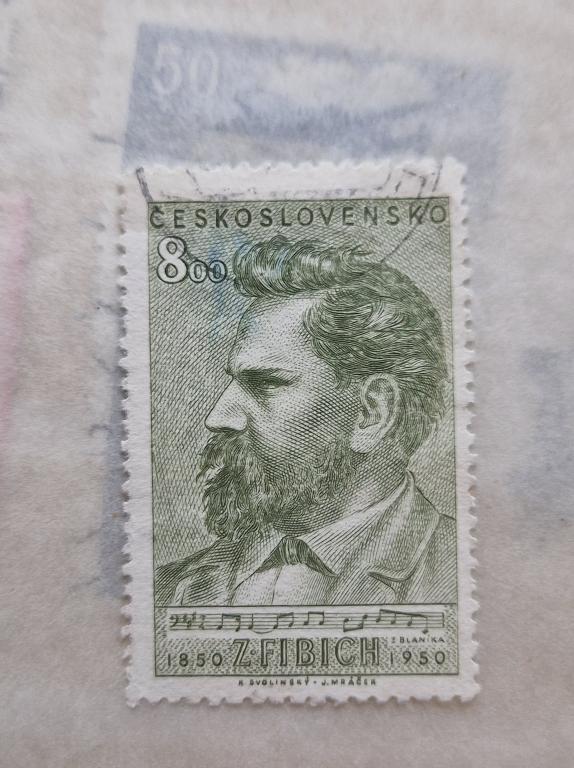 50
ČESKOSLOVENSKO
8 00
Z BLANÍKA
1850 Z.FIBICH 1950
K. SVOLINSKÝ - J. MRÁČEK